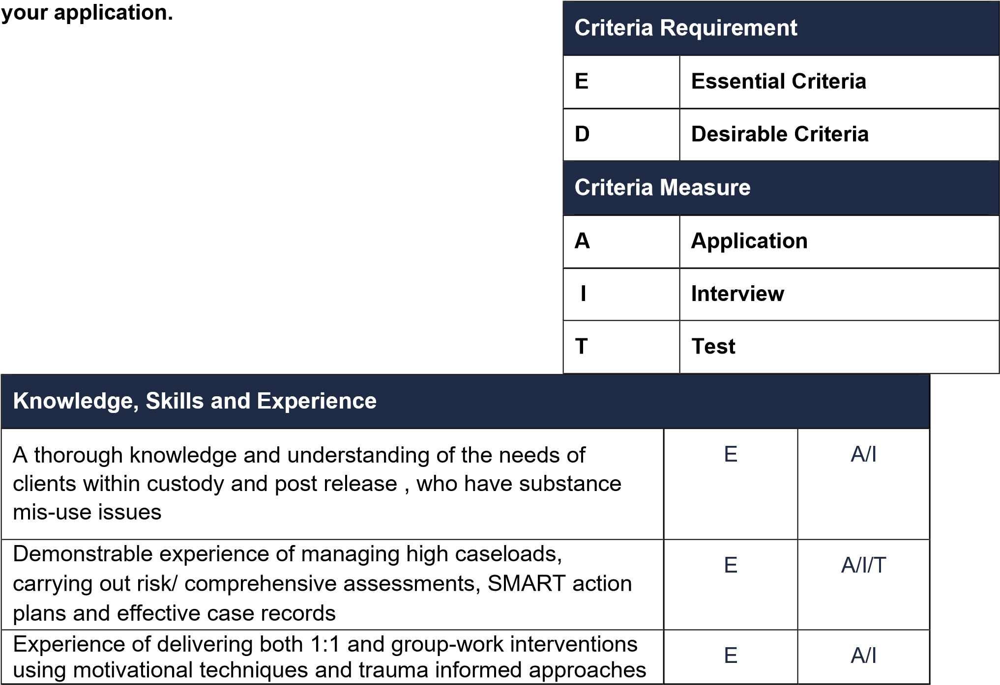 your application.
Criteria Requirement
E Essential Criteria
D Desirable Criteria
Criteria Measure
A Application
I Interview
T Test
Knowledge, Skills and Experience
A thorough knowledge and understanding of the needs of E A/I
clients within custody and post release , who have substance
mis-use issues
Demonstrable experience of managing high caseloads,
E A/I/T
carrying out risk/ comprehensive assessments, SMART action
plans and effective case records
Experience of delivering both 1:1 and group-work interventions
E A/I
using motivational techniques and trauma informed approaches